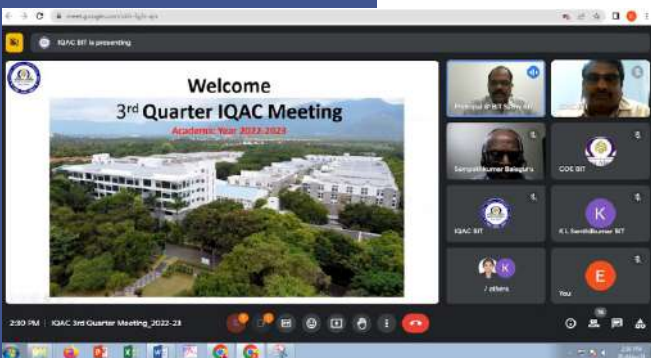 IQAC BIT is presenting
Welcome
3rd Quarter IQAC Meeting
Academic Year 2022-2023
Sampathkumar Balaguru
COE BIT
IQAC BIT
K
K L Senthilkumar BIT
K
7 others
E
You
2:30 PM | IQAC 3rd Quarter Meeting_2022-23